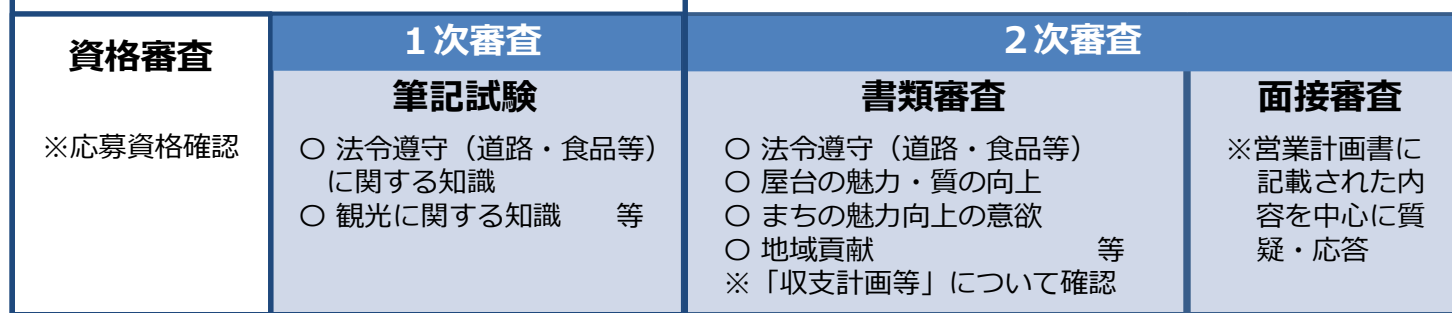 資格審査
※応募資格確認
１次審査
筆記試験
〇 法令遵守（道路・食品等）
に関する知識
〇 観光に関する知識　　等
２次審査
書類審査
〇 法令遵守（道路・食品等）
〇 屋台の魅力・質の向上
〇 まちの魅力向上の意欲
〇 地域貢献　　　　　　　　等
※「収支計画等」について確認
面接審査
※営業計画書に
記載された内
容を中心に質
疑・応答